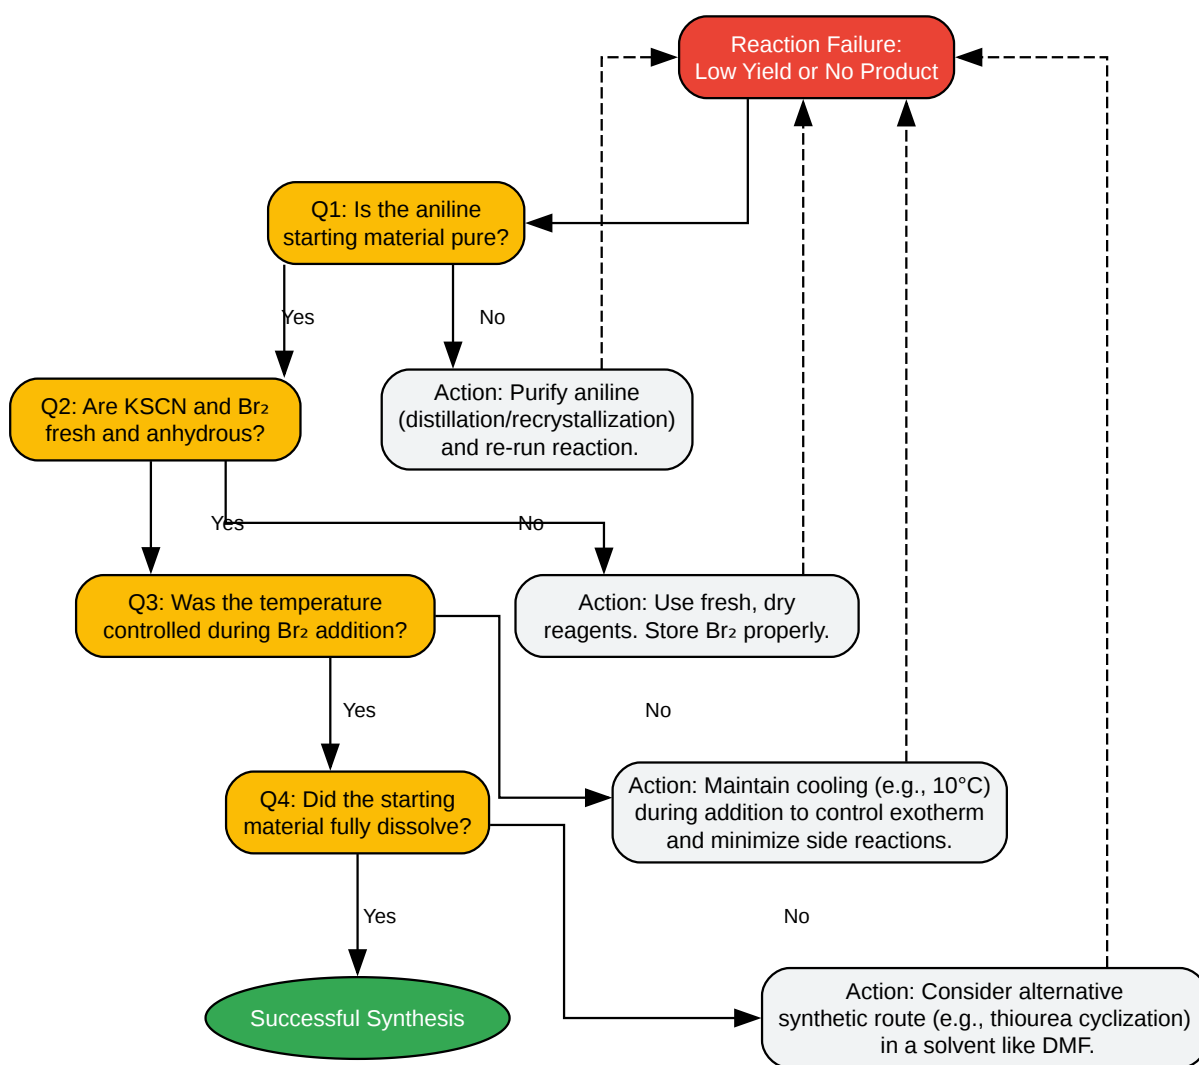 Reaction Failure:
Low Yield or No Product
Q1: Is the aniline
starting material pure?
Yes
No
Action: Purify aniline
(distillation/recrystallization)
and re-run reaction.
Q2: Are KSCN and Br₂
fresh and anhydrous?
Yes
No
Q3: Was the temperature
controlled during Br₂ addition?
Action: Use fresh, dry
reagents. Store Br₂ properly.
Yes
No
Q4: Did the starting
material fully dissolve?
Action: Maintain cooling (e.g., 10°C)
during addition to control exotherm
and minimize side reactions.
Yes
No
Successful Synthesis
Action: Consider alternative
synthetic route (e.g., thiourea cyclization)
in a solvent like DMF.